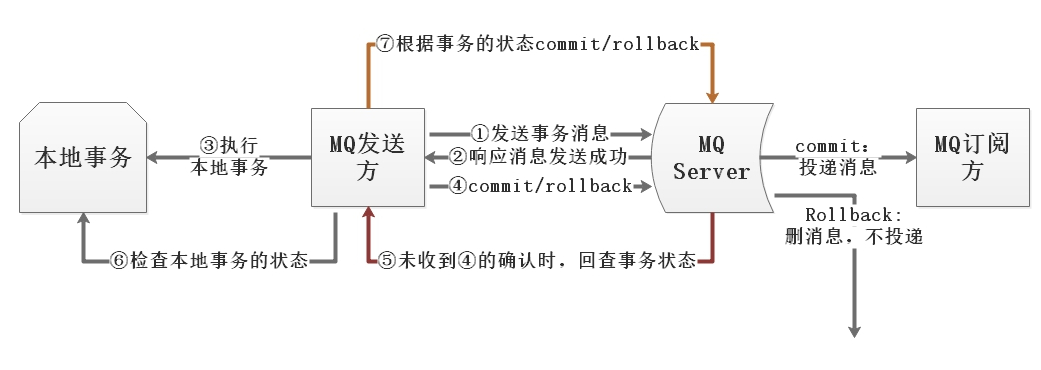 ⑦根据事务的状态commit/rollback
本地事务
③执行
本地事务
MQ发送
方
①发送事务消息
②响应消息发送成功
④commit/rollback
MQ
Server
commit:
投递消息
MQ订阅
方
Rollback:
删消息，不投递
⑥检查本地事务的状态
⑤未收到④的确认时，回查事务状态